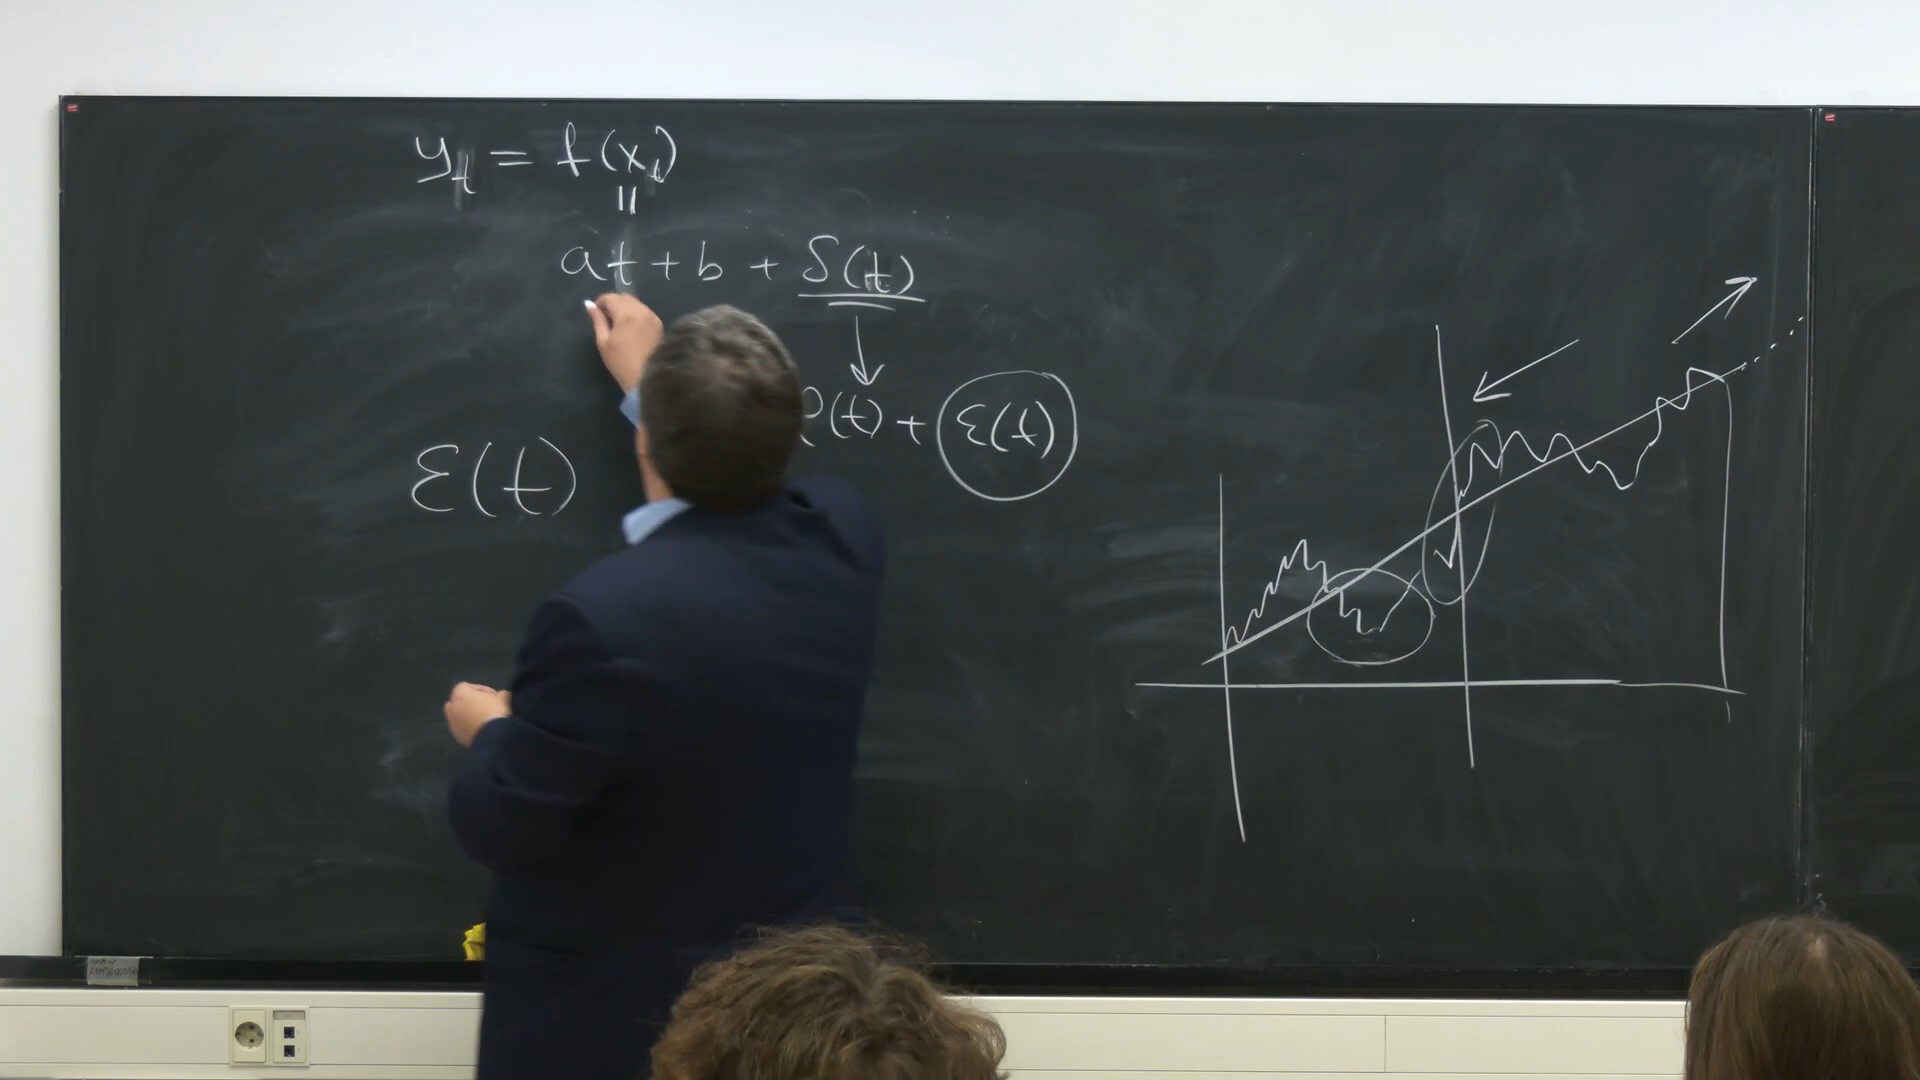 y_t = f(x_t)
||
at + b + S(t)
(t) + ε(t)
ε(t)